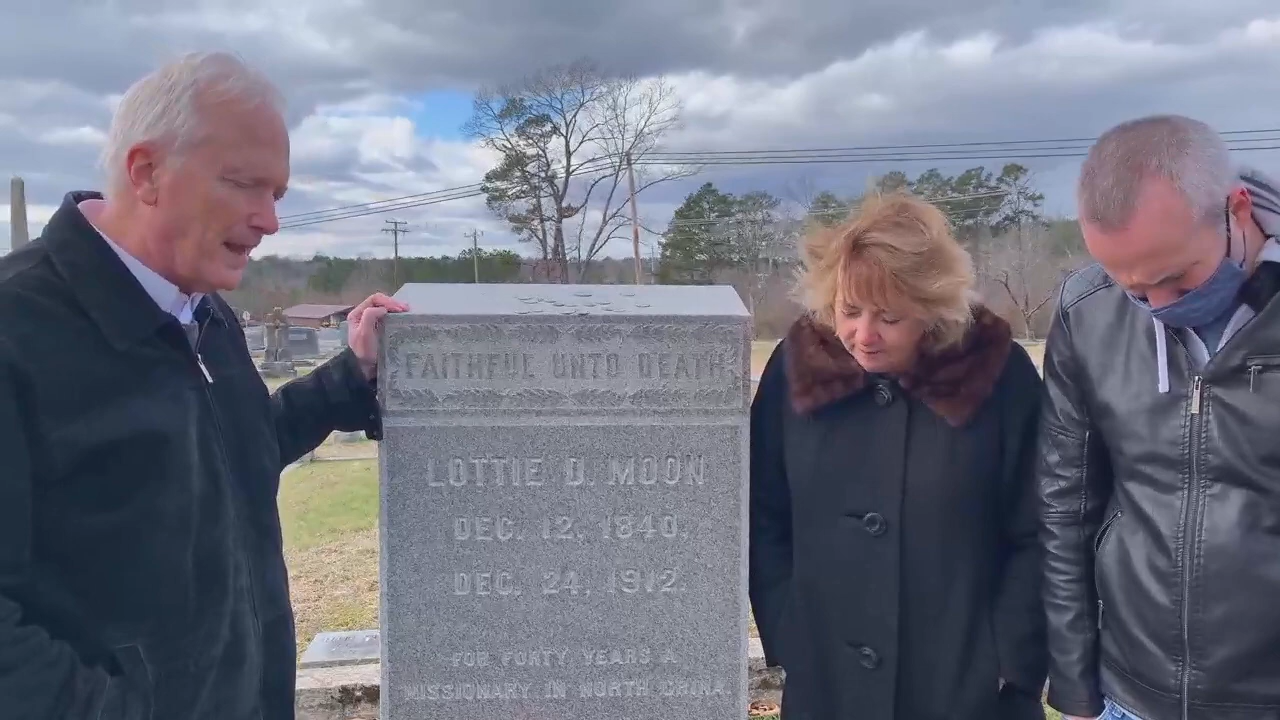 FAITHFUL UNTO DEATH
LOTTIE D. MOON
DEC. 12, 1840.
DEC. 24, 1912.
FOR FORTY YEARS A
MISSIONARY IN NORTH CHINA.